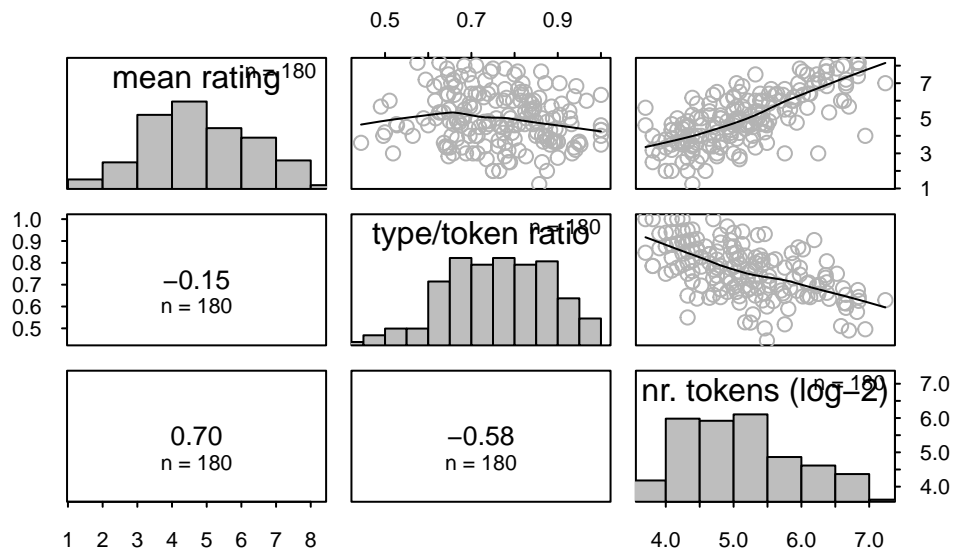 0.5 0.7 0.9
mean rating n = 180
7
5
3
1
1.0
0.9
0.8
0.7
0.6
0.5
−0.15
n = 180
type/token ratio n = 180
0.70
n = 180
−0.58
n = 180
nr. tokens (log−2) n = 180
7.0
6.0
5.0
4.0
1 2 3 4 5 6 7 8
4.0 5.0 6.0 7.0